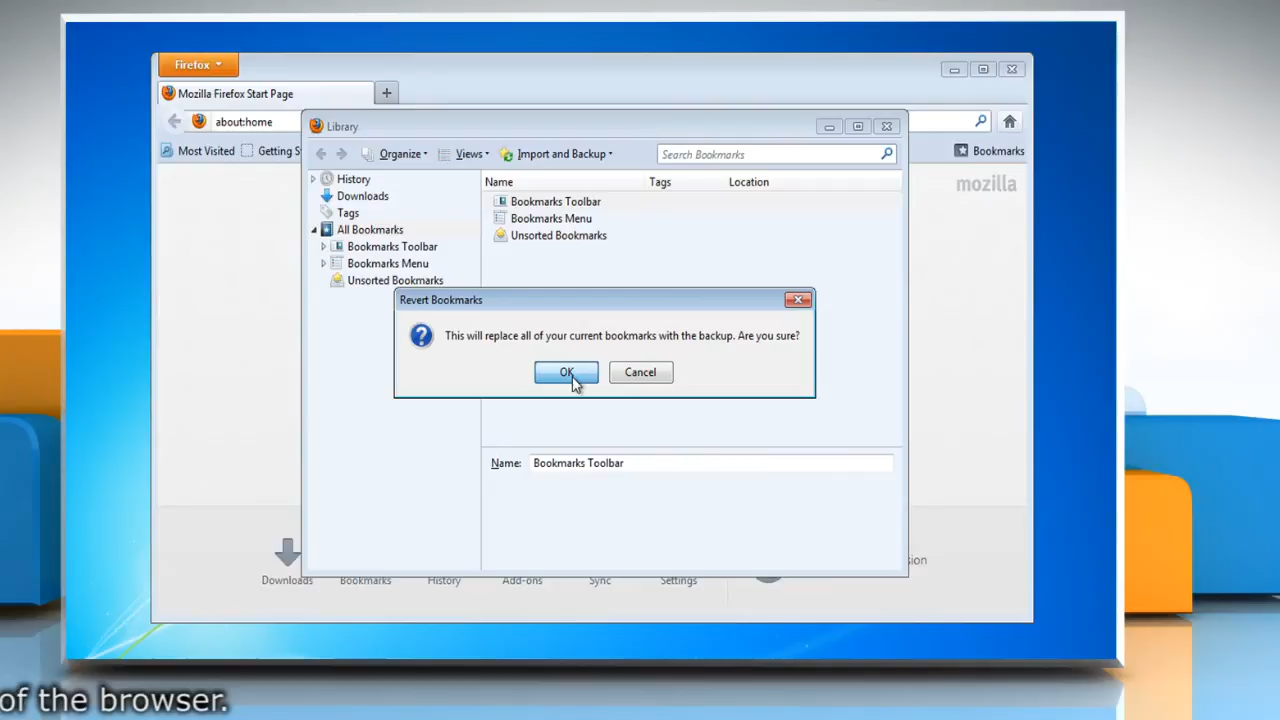 Firefox
Mozilla Firefox Start Page
+
about:home
Most Visited
Getting S
Bookmarks
mozilla
Library
Organize
Views
Import and Backup
Search Bookmarks
History
Downloads
Tags
All Bookmarks
Bookmarks Toolbar
Bookmarks Menu
Unsorted Bookmarks
Name Tags Location
Bookmarks Toolbar
Bookmarks Menu
Unsorted Bookmarks
Revert Bookmarks
This will replace all of your current bookmarks with the backup. Are you sure?
OK Cancel
Name: Bookmarks Toolbar
Downloads Bookmarks History Add-ons Sync Settings
sion
of the browser.